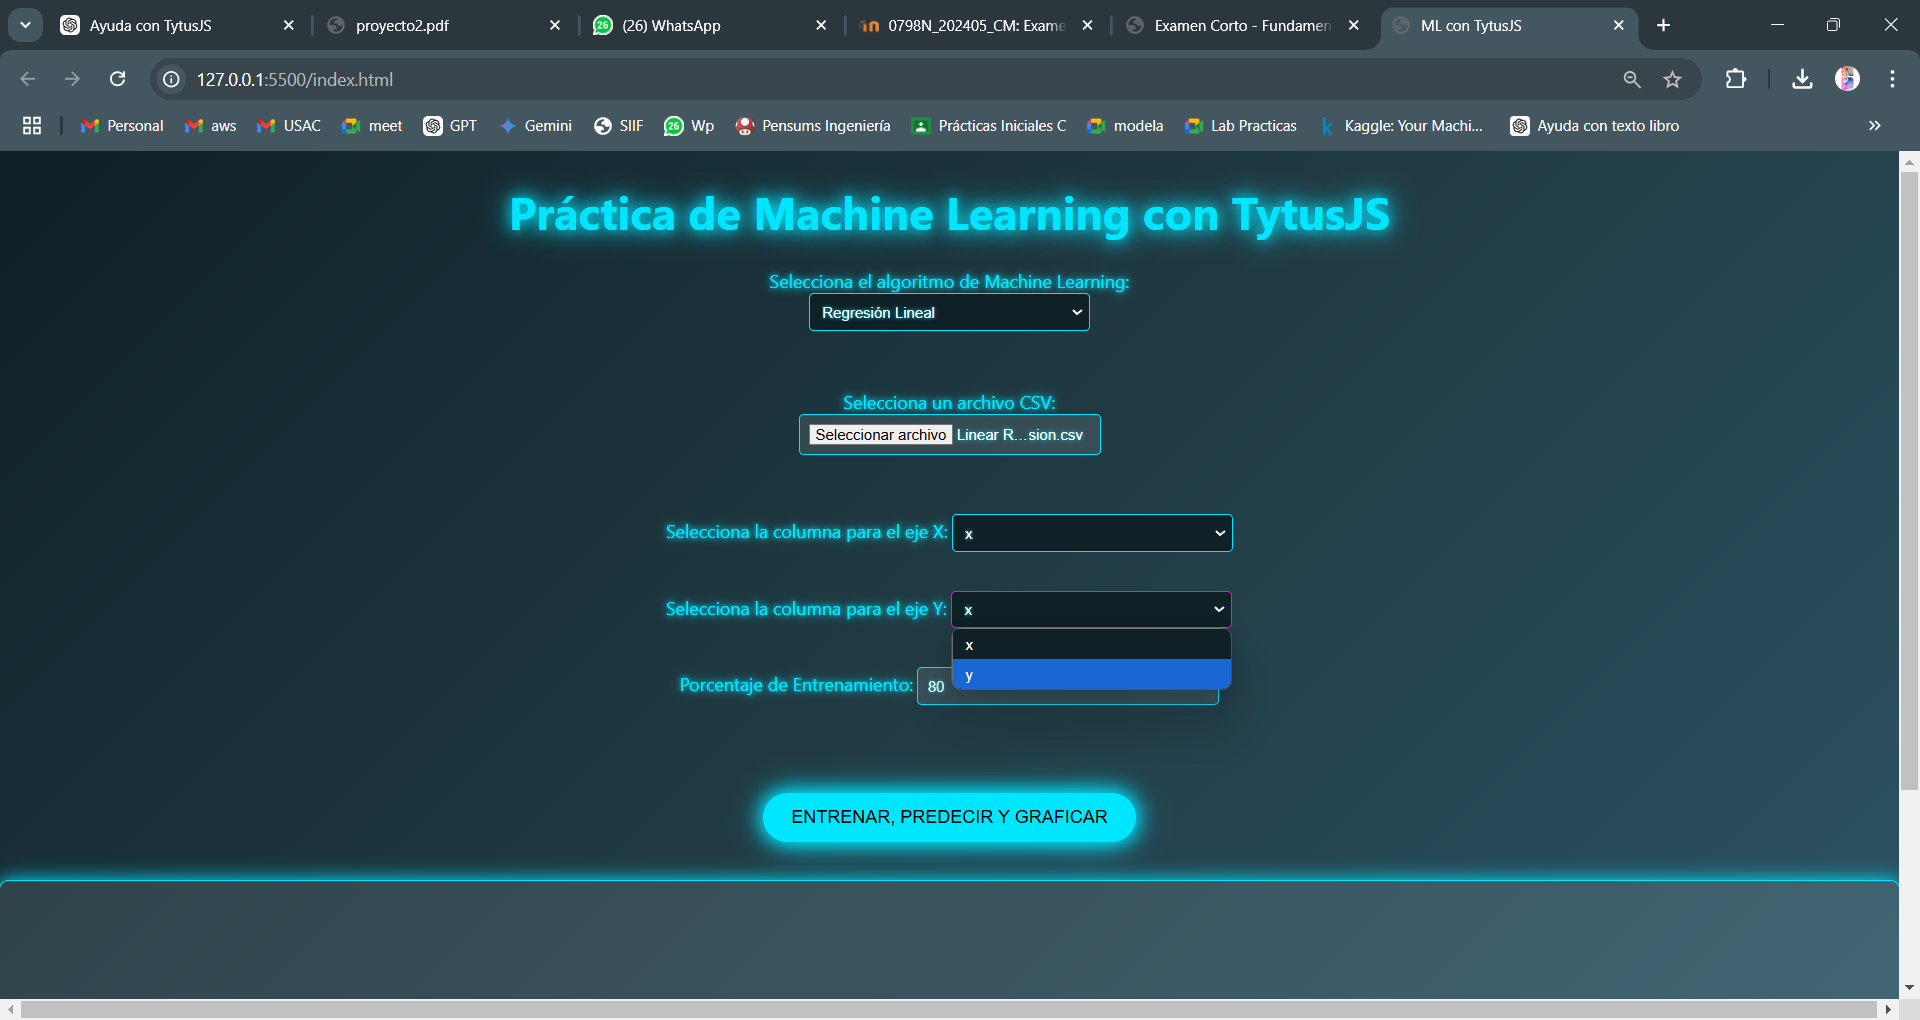 Ayuda con TytusJS
proyecto2.pdf
(26) WhatsApp
0798N_202405_CM: Exame
Examen Corto - Fundamen
ML con TytusJS
127.0.0.1:5500/index.html
Personal
aws
USAC
meet
GPT
Gemini
SIIF
26
Wp
Pensums Ingeniería
Prácticas Iniciales C
modela
Lab Practicas
Kaggle: Your Machi...
Ayuda con texto libro
Práctica de Machine Learning con TytusJS
Selecciona el algoritmo de Machine Learning:
Regresión Lineal
Selecciona un archivo CSV:
Seleccionar archivo Linear R...sion.csv
Selecciona la columna para el eje X: x
Selecciona la columna para el eje Y: x
x
y
Porcentaje de Entrenamiento: 80
ENTRENAR, PREDECIR Y GRAFICAR